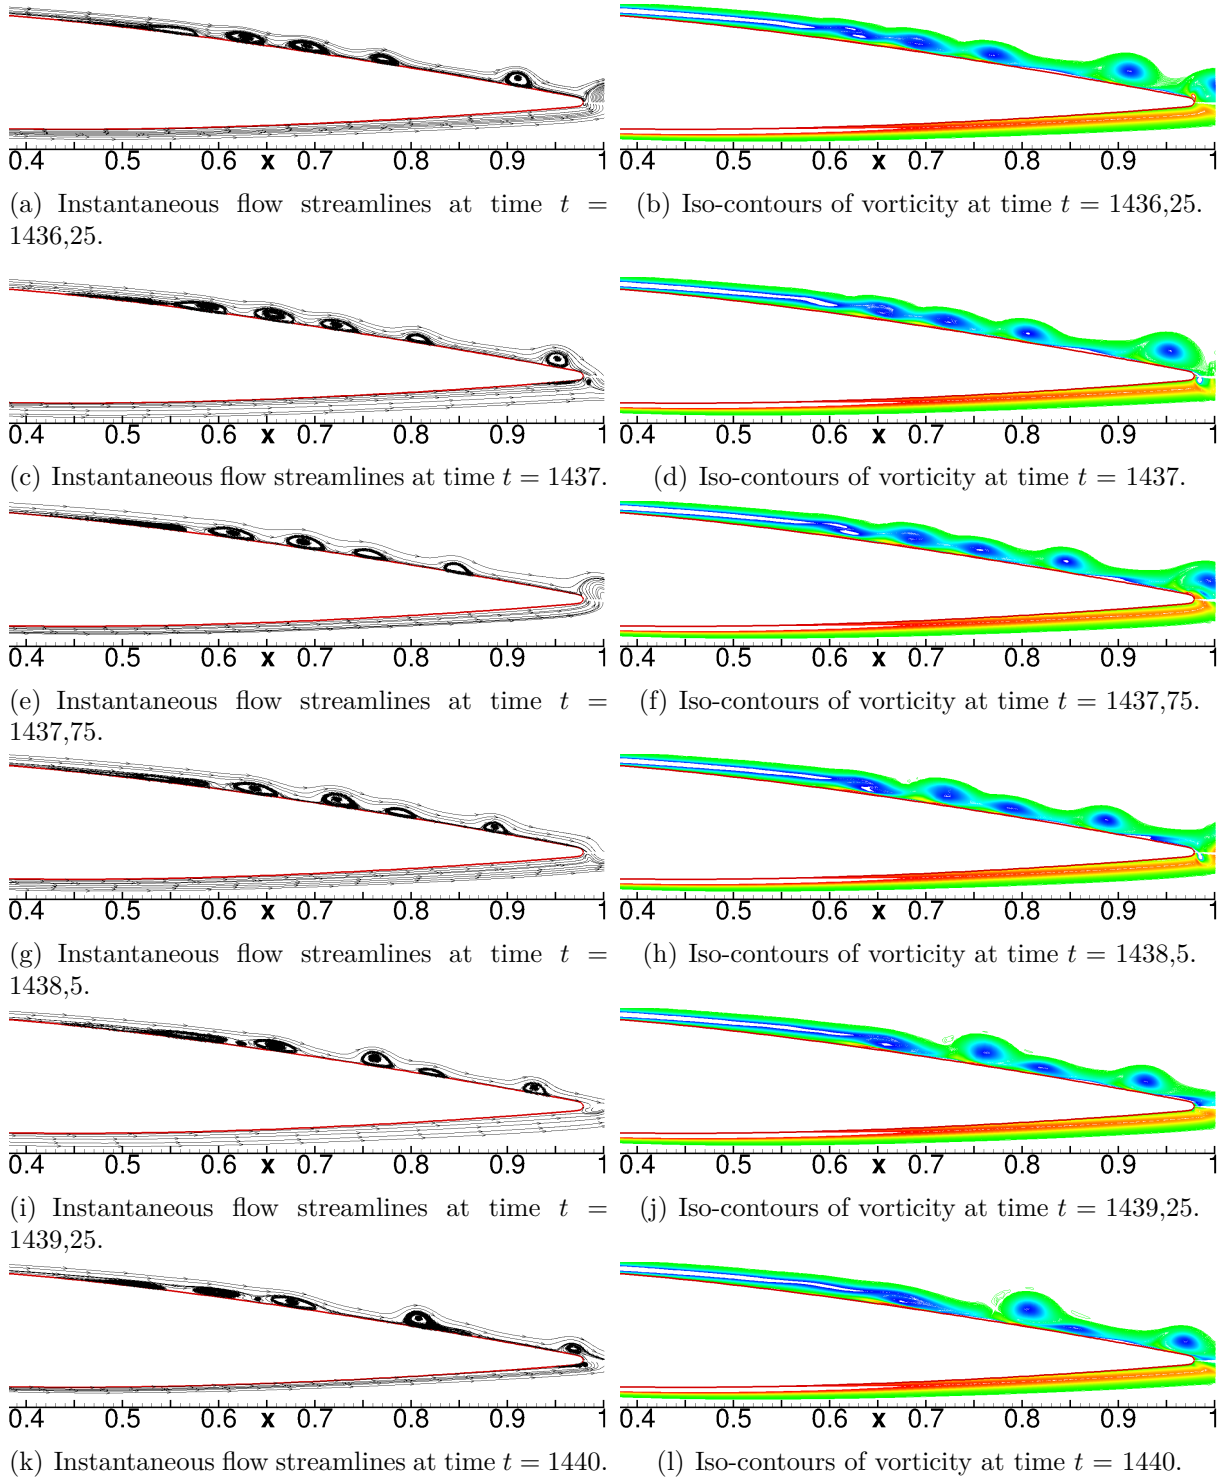 0.4 0.5 0.6 x 0.7 0.8 0.9 1
0.4 0.5 0.6 x 0.7 0.8 0.9 1
(a) Instantaneous flow streamlines at time t =
1436,25.
(b) Iso-contours of vorticity at time t = 1436,25.
0.4 0.5 0.6 x 0.7 0.8 0.9 1
0.4 0.5 0.6 x 0.7 0.8 0.9 1
(c) Instantaneous flow streamlines at time t = 1437.
(d) Iso-contours of vorticity at time t = 1437.
0.4 0.5 0.6 x 0.7 0.8 0.9 1
0.4 0.5 0.6 x 0.7 0.8 0.9 1
(e) Instantaneous flow streamlines at time t =
1437,75.
(f) Iso-contours of vorticity at time t = 1437,75.
0.4 0.5 0.6 x 0.7 0.8 0.9 1
0.4 0.5 0.6 x 0.7 0.8 0.9 1
(g) Instantaneous flow streamlines at time t =
1438,5.
(h) Iso-contours of vorticity at time t = 1438,5.
0.4 0.5 0.6 x 0.7 0.8 0.9 1
0.4 0.5 0.6 x 0.7 0.8 0.9 1
(i) Instantaneous flow streamlines at time t =
1439,25.
(j) Iso-contours of vorticity at time t = 1439,25.
0.4 0.5 0.6 x 0.7 0.8 0.9 1
0.4 0.5 0.6 x 0.7 0.8 0.9 1
(k) Instantaneous flow streamlines at time t = 1440.
(l) Iso-contours of vorticity at time t = 1440.